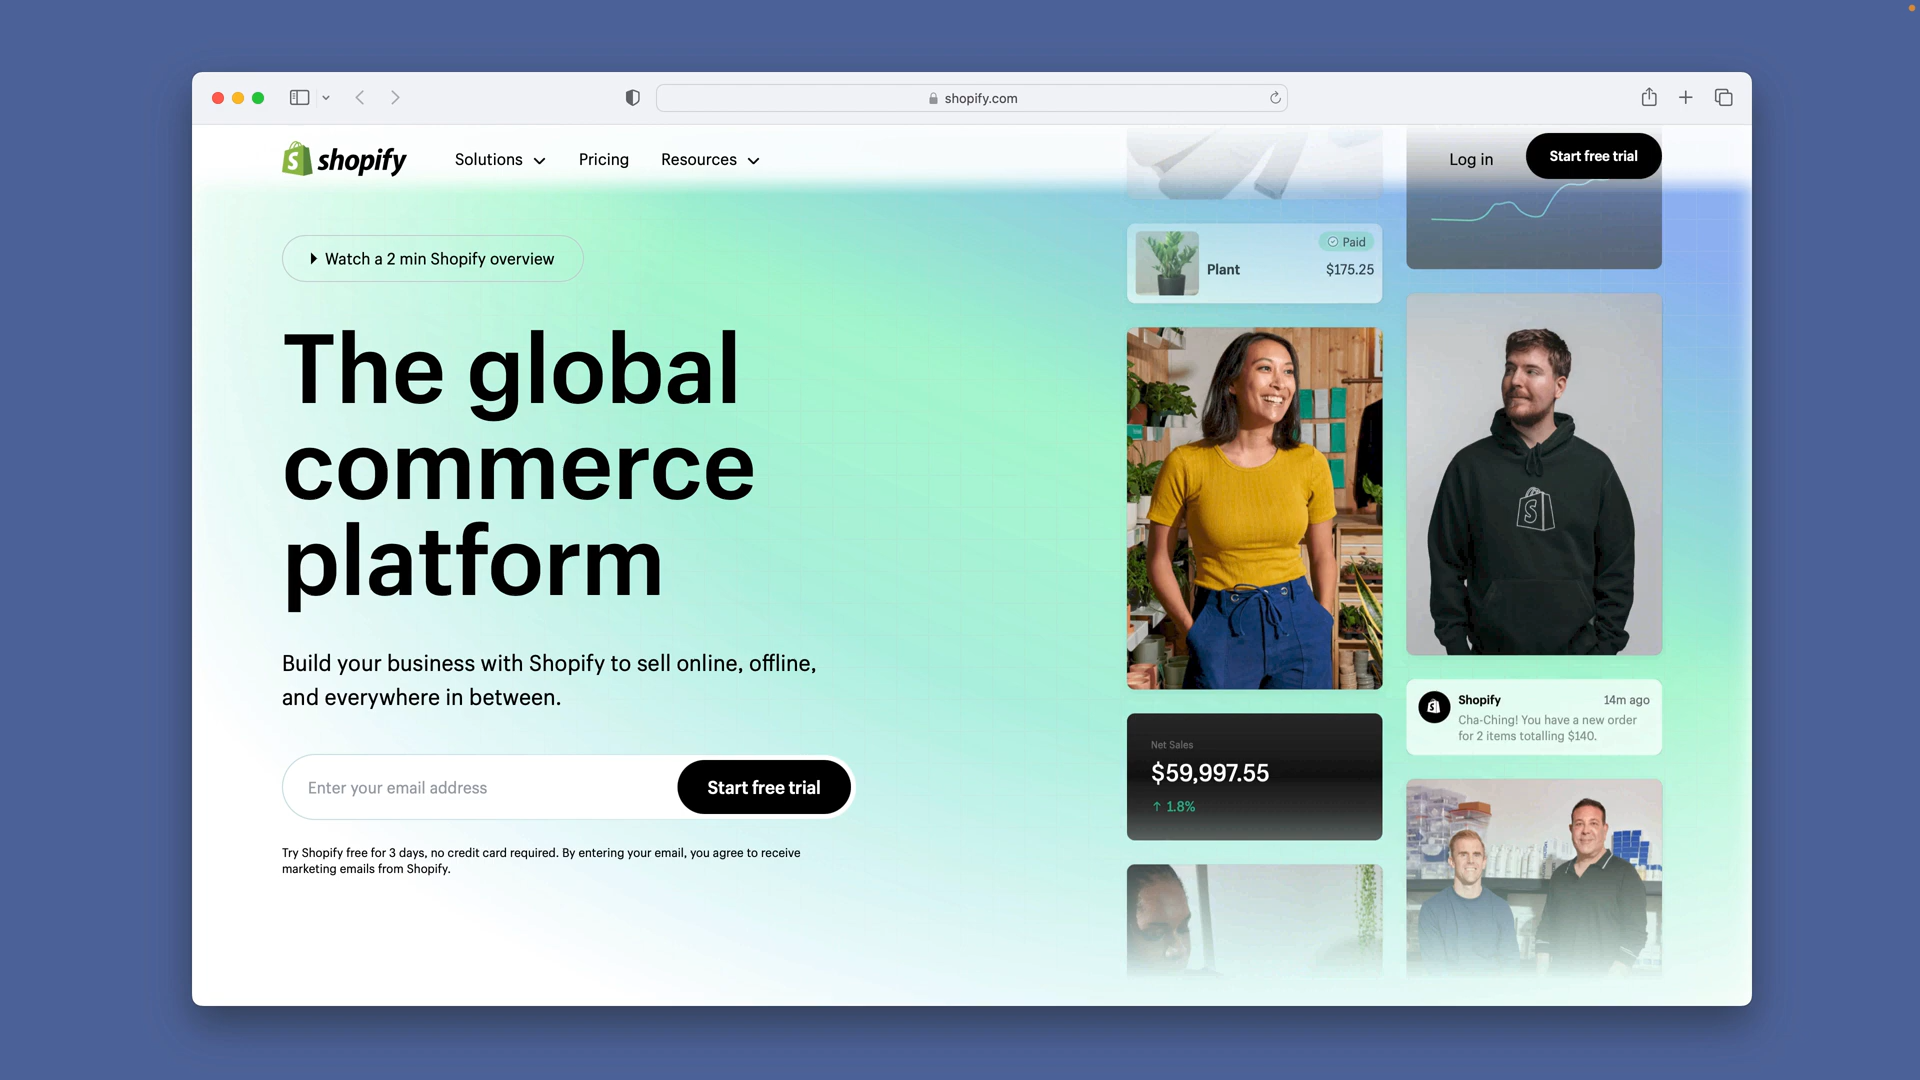 shopify.com
shopify
Solutions
Pricing
Resources
Log in
Start free trial
Watch a 2 min Shopify overview
The global
commerce
platform
Build your business with Shopify to sell online, offline,
and everywhere in between.
Enter your email address
Start free trial
Try Shopify free for 3 days, no credit card required. By entering your email, you agree to receive
marketing emails from Shopify.
Paid
Plant
$175.25
Net Sales
$59,997.55
↑ 1.8%
S
Shopify
14m ago
Cha-Ching! You have a new order
for 2 items totalling $140.